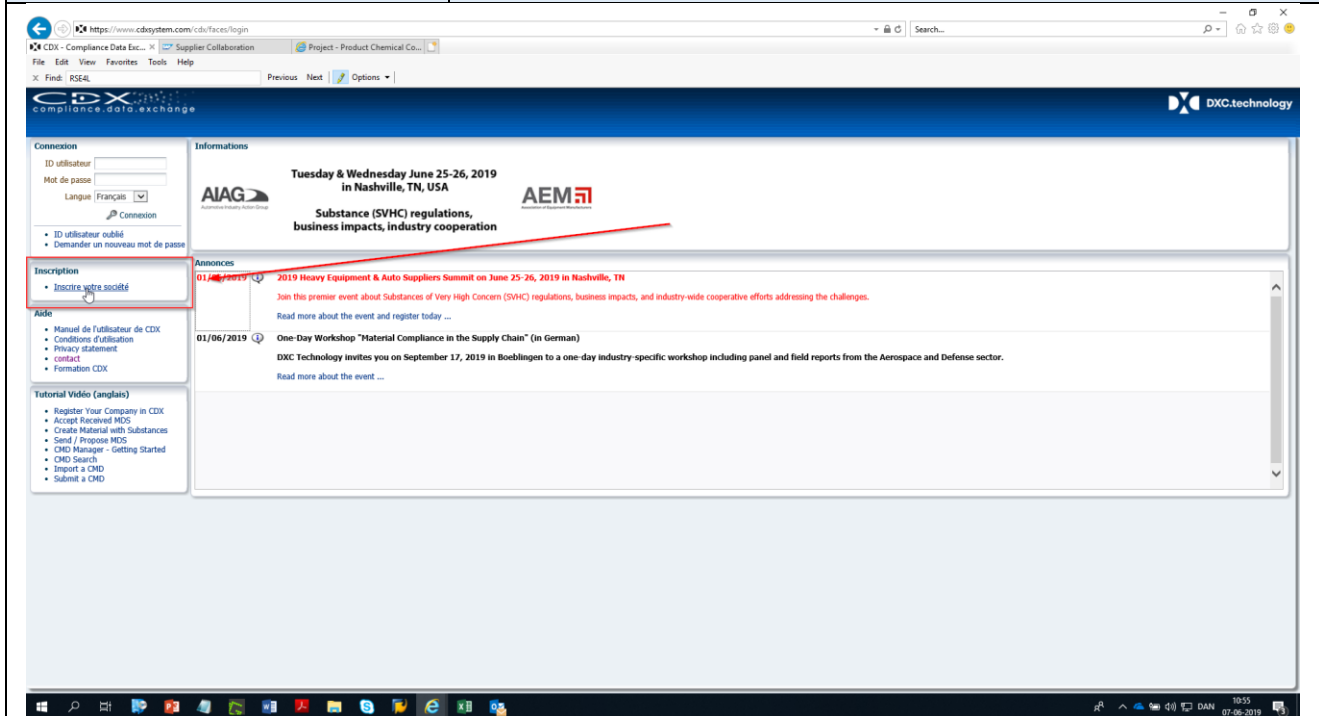 https://www.cdxsystem.com/cdx/faces/login
Search...
CDX - Compliance Data Exc...
Supplier Collaboration
Project - Product Chemical Co...
File Edit View Favorites Tools Help
Find: RSE4L
Previous Next Options
CDX
compliance.data.exchange
DXC.technology
Connexion
ID utilisateur
Mot de passe
Langue Français
Connexion
ID utilisateur oublié
Demander un nouveau mot de passe
Inscription
Inscrire votre société
Aide
Manuel de l'utilisateur de CDX
Conditions d'utilisation
Privacy statement
contact
Formation CDX
Tutorial Vidéo (anglais)
Register Your Company in CDX
Accept Received MDS
Create Material with Substances
Send / Propose MDS
CMD Manager - Getting Started
CMD Search
Import a CMD
Submit a CMD
Informations
AIAG
Automotive Industry Action Group
Tuesday & Wednesday June 25-26, 2019
in Nashville, TN, USA
Substance (SVHC) regulations,
business impacts, industry cooperation
AEM
Association of Equipment Manufacturers
Annonces
2019 Heavy Equipment & Auto Suppliers Summit on June 25-26, 2019 in Nashville, TN
Join this premier event about Substances of Very High Concern (SVHC) regulations, business impacts, and industry-wide cooperative efforts addressing the challenges.
Read more about the event and register today ...
01/06/2019
One-Day Workshop "Material Compliance in the Supply Chain" (in German)
DXC Technology invites you on September 17, 2019 in Boeblingen to a one-day industry-specific workshop including panel and field reports from the Aerospace and Defense sector.
Read more about the event ...
DAN
10:55
07-06-2019